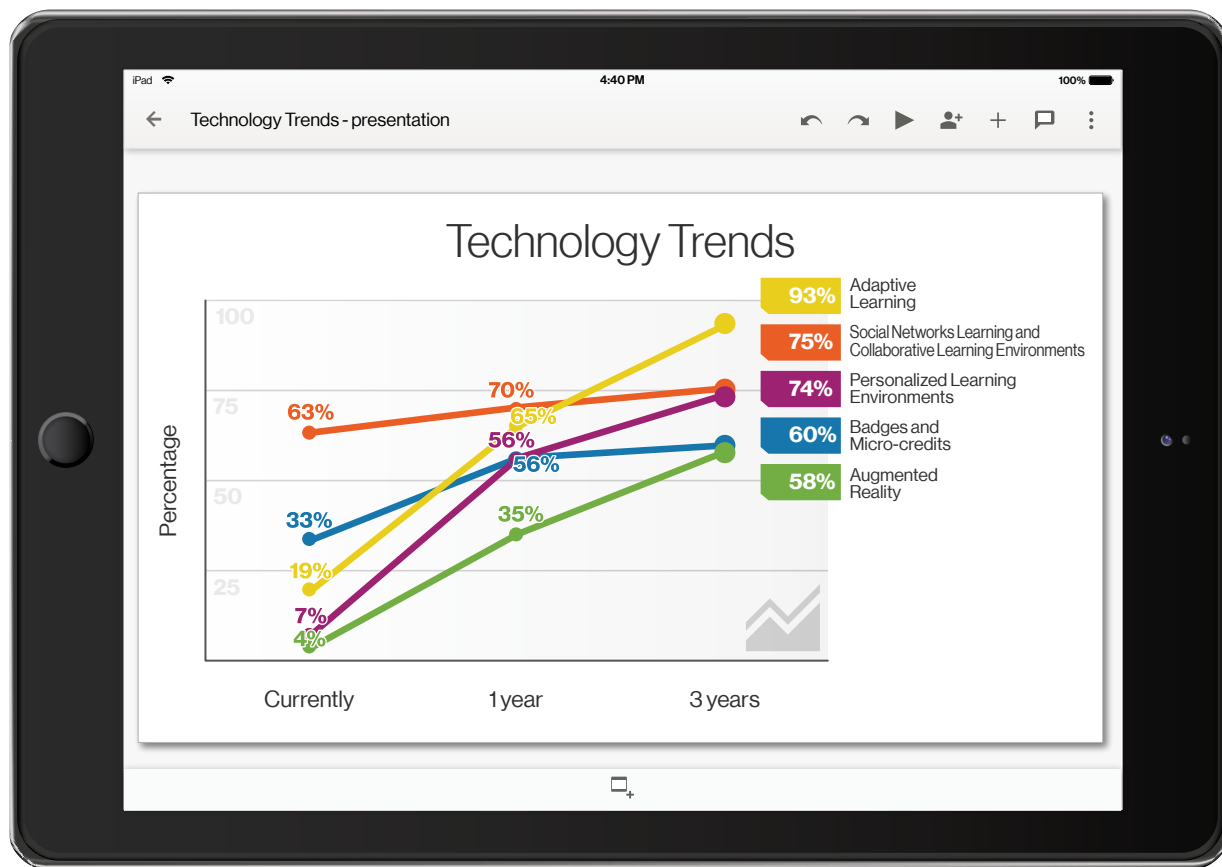 iPad
4:40 PM
100%
Technology Trends - presentation
Technology Trends
93%
Adaptive
Learning
75%
Social Networks Learning and
Collaborative Learning Environments
74%
Personalized Learning
Environments
60%
Badges and
Micro-credits
58%
Augmented
Reality
Percentage
100
75
50
25
63%
70%
65%
56%
56%
33%
35%
19%
7%
4%
Currently
1 year
3 years